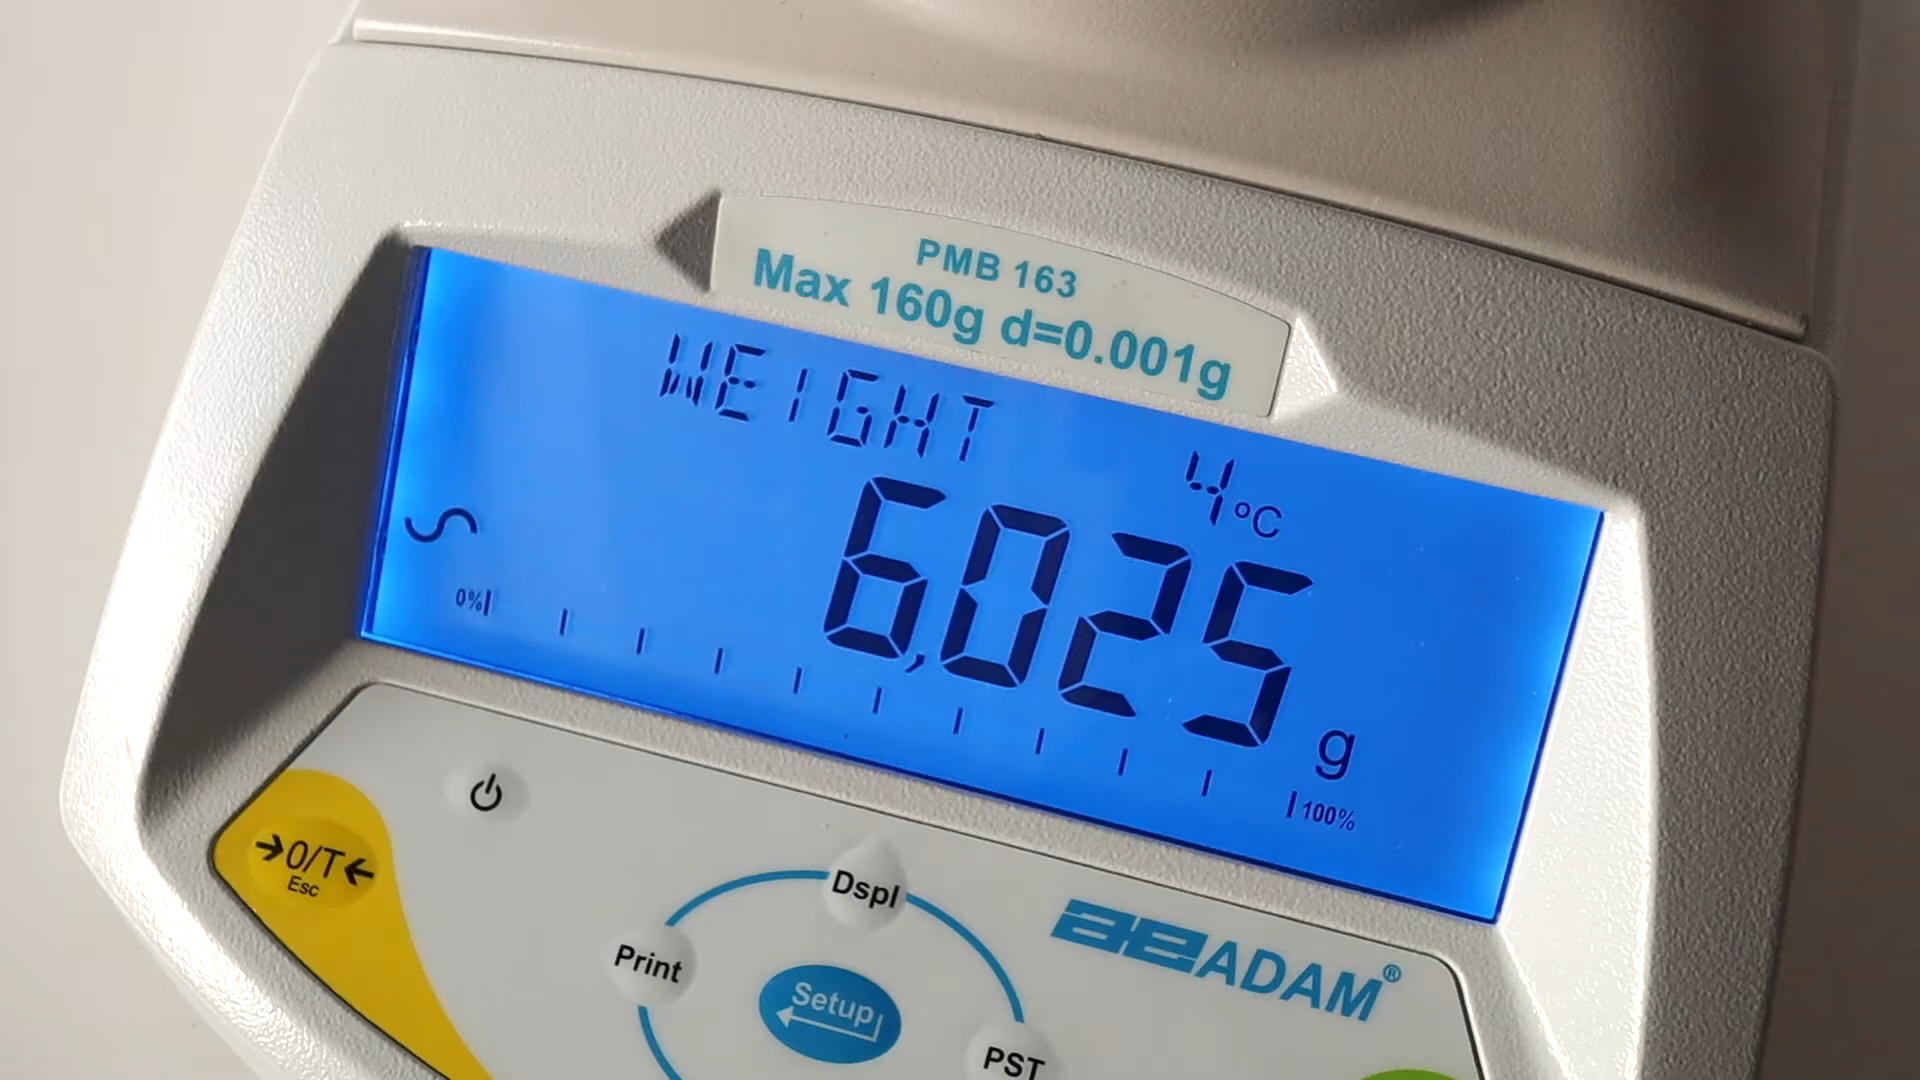 PMB 163
Max 160g d=0.001g
WEIGHT
4°C
6,025 g
0%
100%
→0/T←
Esc
Dspl
Print
Setup
PST
ae ADAM®